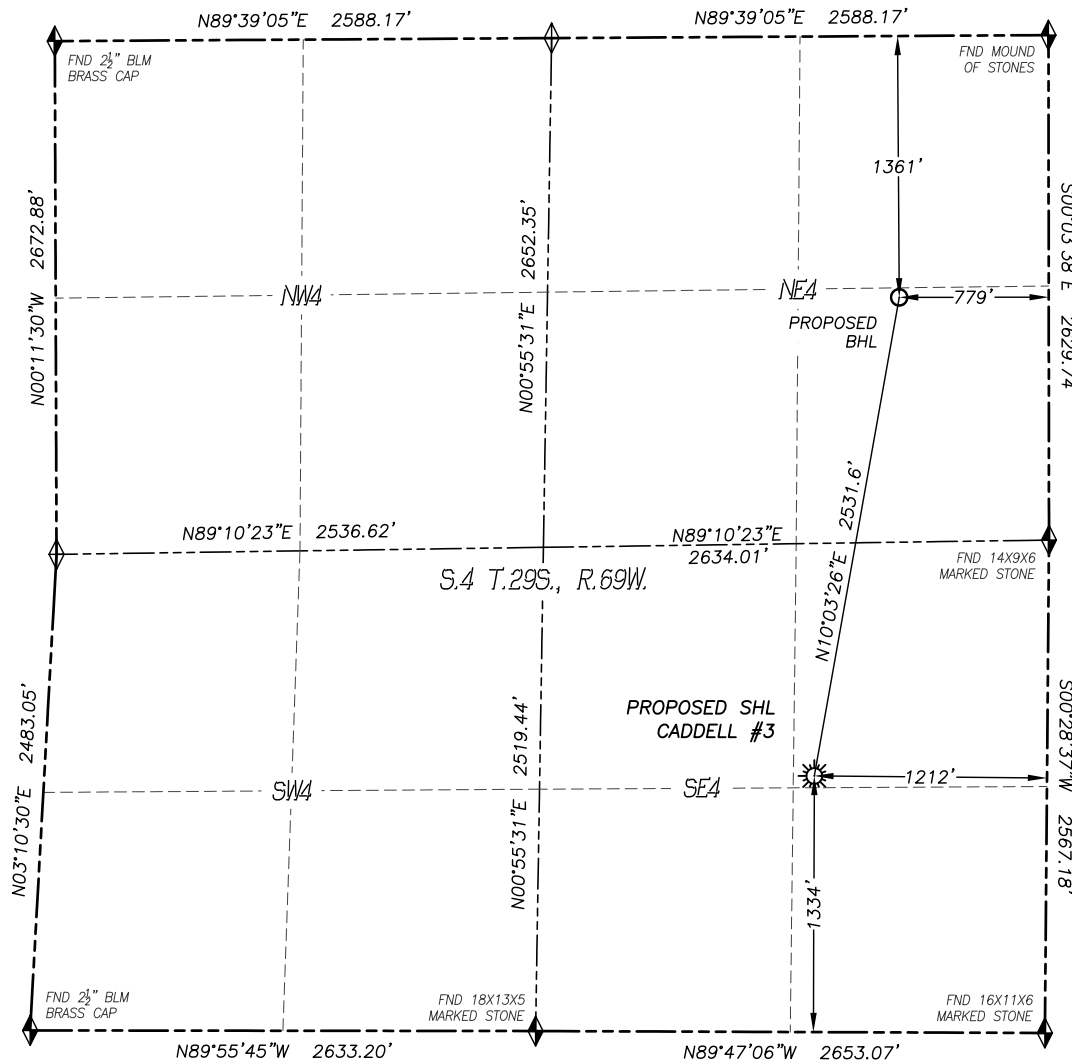 N89°39'05"E 2588.17'
N89°39'05"E 2588.17'
FND 2½" BLM
BRASS CAP
FND MOUND
OF STONES
1361'
N00°11'30"W 2672.88'
N00°55'31"E 2652.35'
S00°03'38"E 2629.74'
NW4
NE4
779'
PROPOSED
BHL
N10°03'26"E 2531.6'
N89°10'23"E 2536.62'
N89°10'23"E
2634.01'
FND 14X9X6
MARKED STONE
S.4 T.29S., R.69W.
PROPOSED SHL
CADDELL #3
N03°10'30"E 2483.05'
N00°55'31"E 2519.44'
S00°28'37"W 2567.18'
1212'
SW4
SE4
1334'
FND 2½" BLM
BRASS CAP
FND 18X13X5
MARKED STONE
FND 16X11X6
MARKED STONE
N89°55'45"W 2633.20'
N89°47'06"W 2653.07'